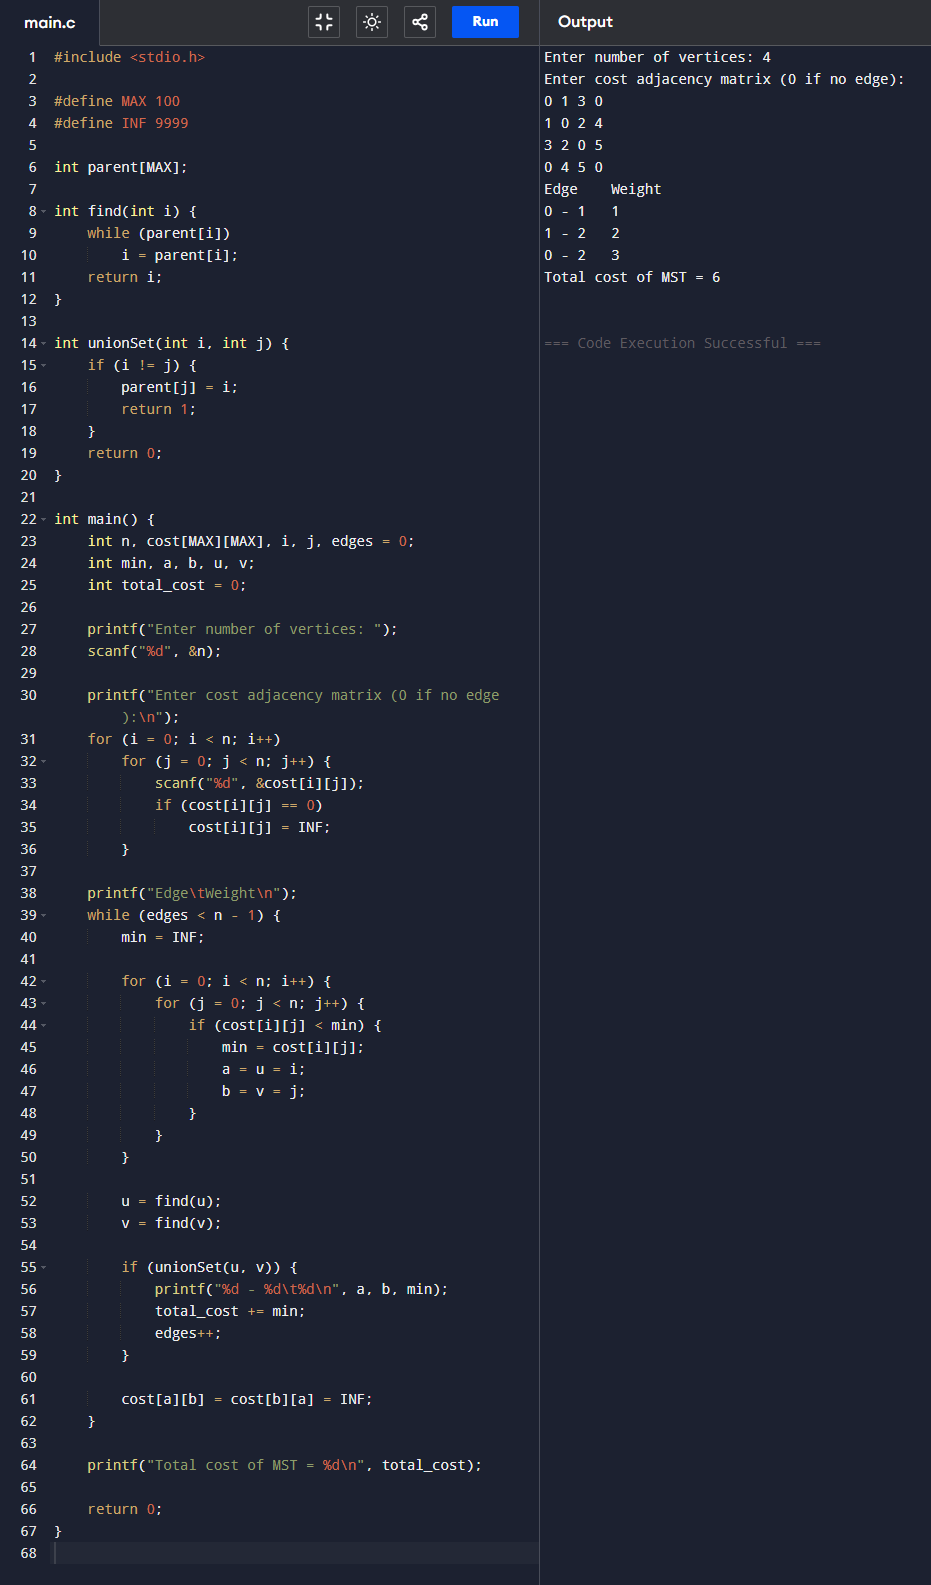 main.c
Run
Output
1 #include <stdio.h>
2
3 #define MAX 100
4 #define INF 9999
5
6 int parent[MAX];
7
8 int find(int i) {
9     while (parent[i])
10         i = parent[i];
11     return i;
12 }
13
14 int unionSet(int i, int j) {
15     if (i != j) {
16         parent[j] = i;
17         return 1;
18     }
19     return 0;
20 }
21
22 int main() {
23     int n, cost[MAX][MAX], i, j, edges = 0;
24     int min, a, b, u, v;
25     int total_cost = 0;
26
27     printf("Enter number of vertices: ");
28     scanf("%d", &n);
29
30     printf("Enter cost adjacency matrix (0 if no edge
        ):\n");
31     for (i = 0; i < n; i++)
32         for (j = 0; j < n; j++) {
33             scanf("%d", &cost[i][j]);
34             if (cost[i][j] == 0)
35                 cost[i][j] = INF;
36         }
37
38     printf("Edge\tWeight\n");
39     while (edges < n - 1) {
40         min = INF;
41
42         for (i = 0; i < n; i++) {
43             for (j = 0; j < n; j++) {
44                 if (cost[i][j] < min) {
45                     min = cost[i][j];
46                     a = u = i;
47                     b = v = j;
48                 }
49             }
50         }
51
52         u = find(u);
53         v = find(v);
54
55         if (unionSet(u, v)) {
56             printf("%d - %d\t%d\n", a, b, min);
57             total_cost += min;
58             edges++;
59         }
60
61         cost[a][b] = cost[b][a] = INF;
62     }
63
64     printf("Total cost of MST = %d\n", total_cost);
65
66     return 0;
67 }
68
Enter number of vertices: 4
Enter cost adjacency matrix (0 if no edge):
0 1 3 0
1 0 2 4
3 2 0 5
0 4 5 0
Edge    Weight
0 - 1   1
1 - 2   2
0 - 2   3
Total cost of MST = 6
=== Code Execution Successful ===